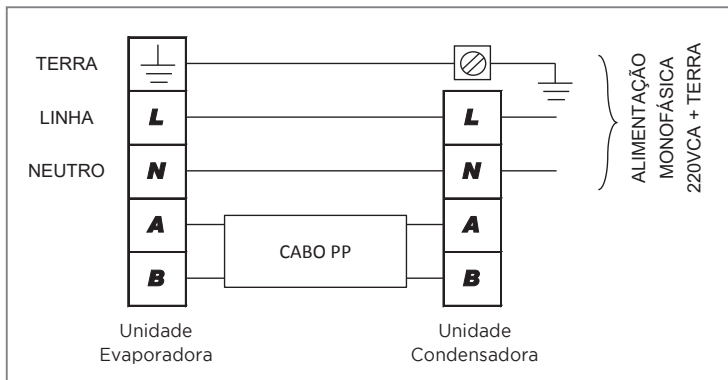 TERRA
LINHA
NEUTRO
L
N
A
B
L
N
A
B
CABO PP
Unidade
Evaporadora
Unidade
Condensadora
ALIMENTAÇÃO
MONOFÁSICA
220VCA + TERRA